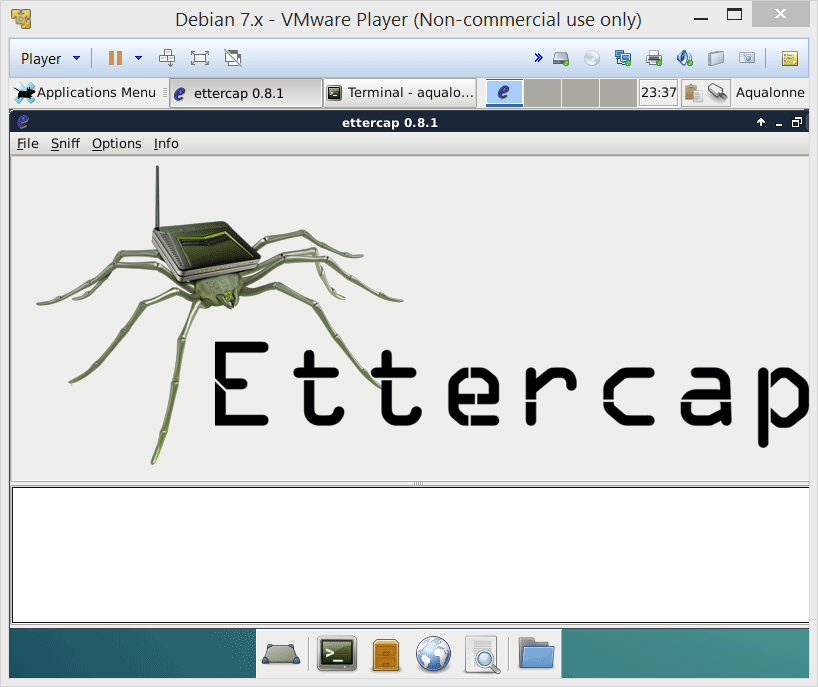 Debian 7.x - VMware Player (Non-commercial use only)
Player
Applications Menu
ettercap 0.8.1
Terminal - aqualo...
23:37
Aqualonne
ettercap 0.8.1
File Sniff Options Info
Ettercap